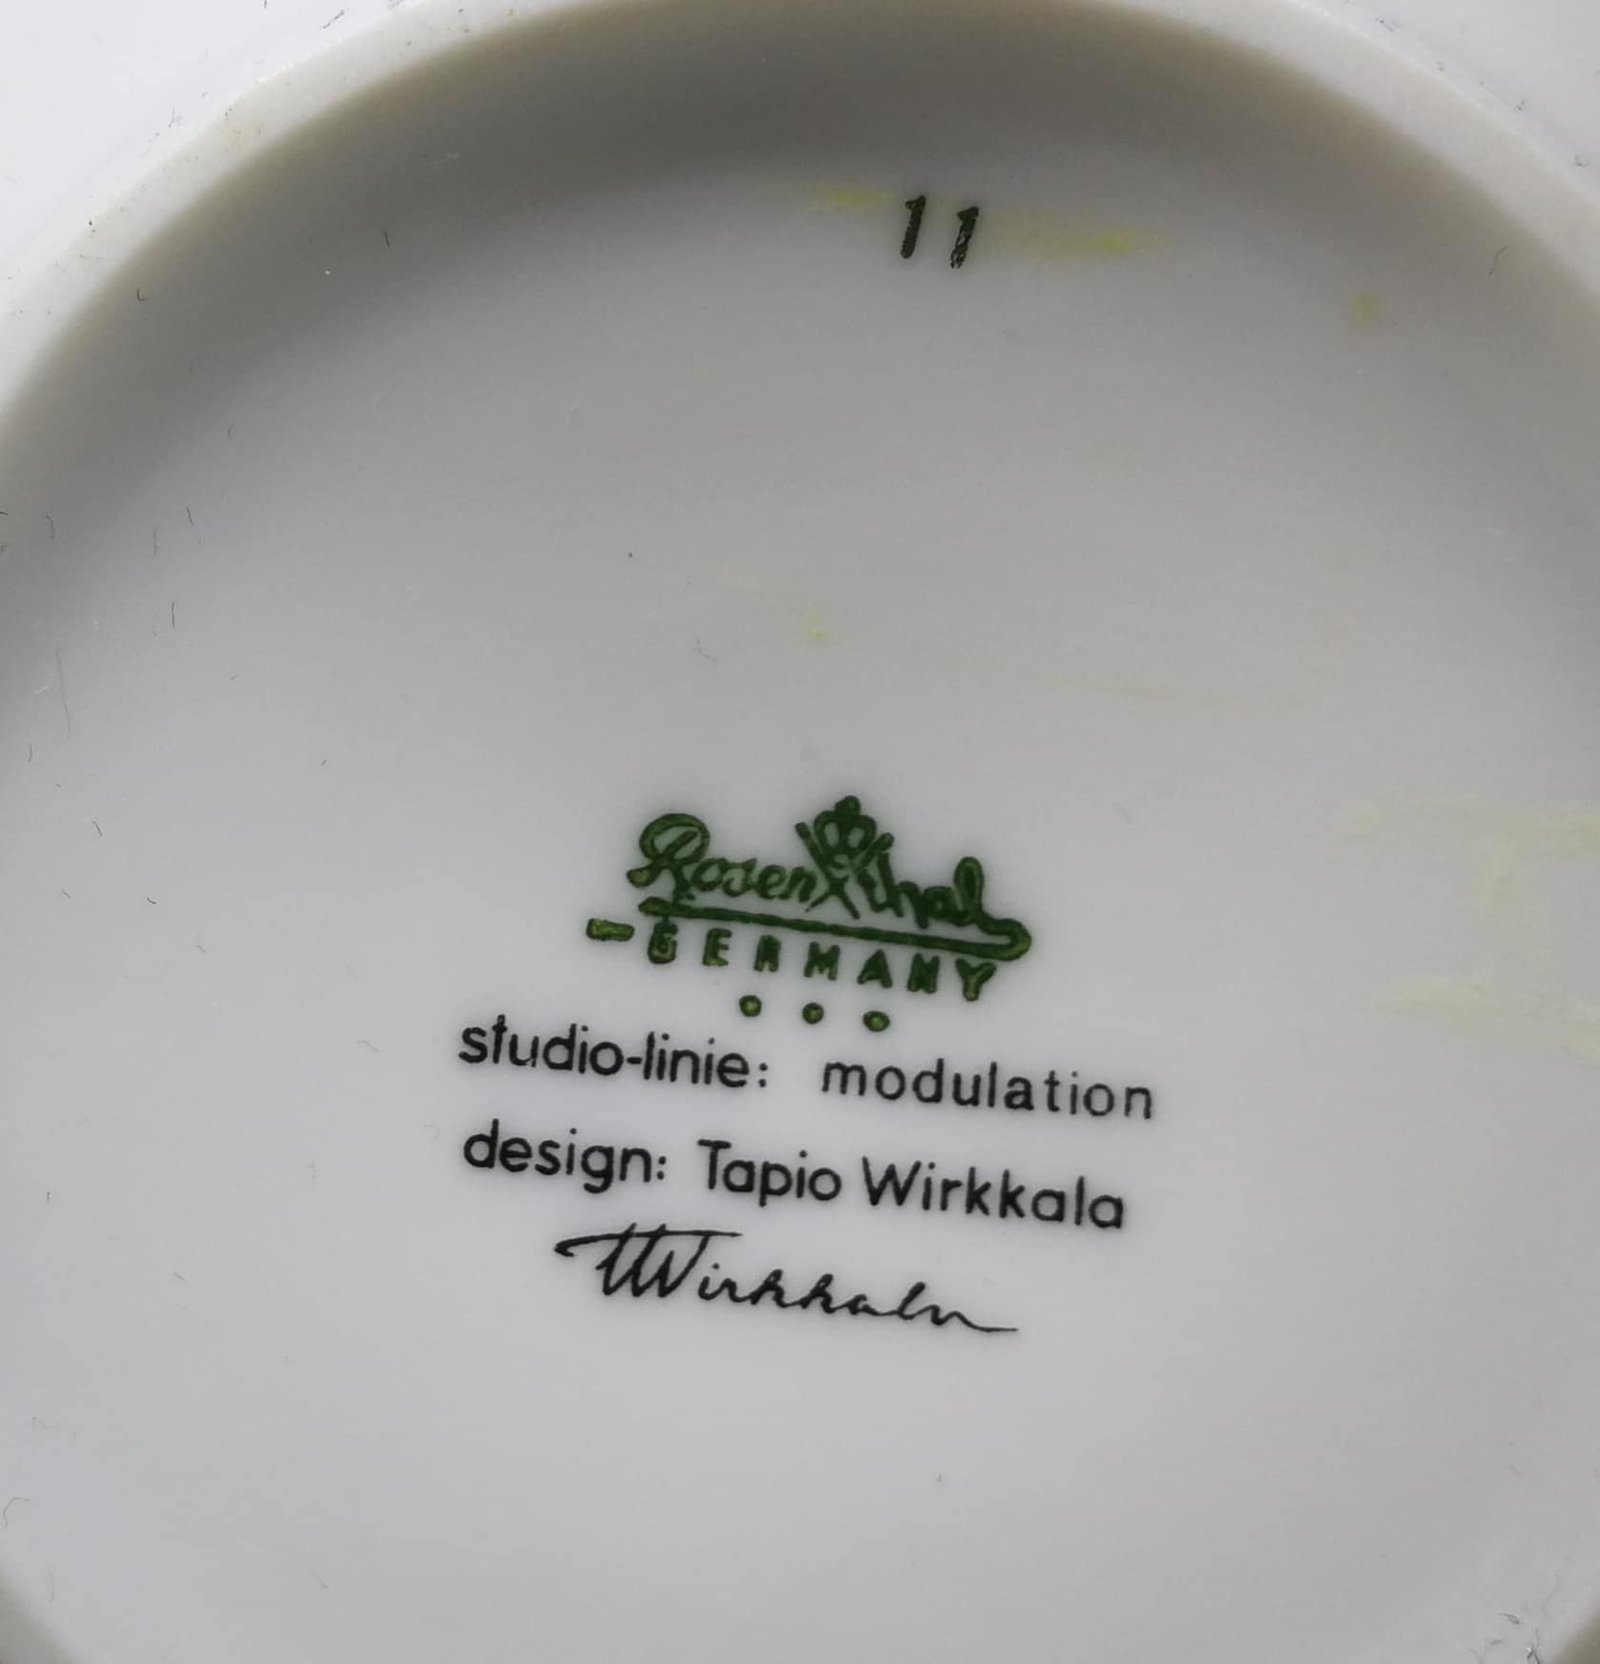 11
Rosenthal
GERMANY
studio-linie: modulation
design: Tapio Wirkkala
TWirkkala